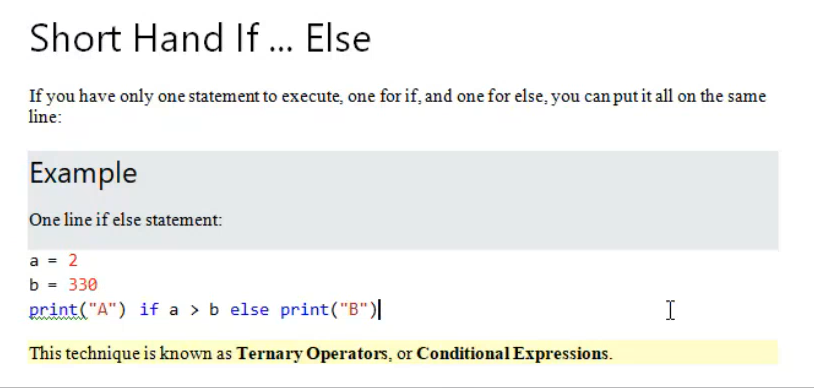 Short Hand If ... Else
If you have only one statement to execute, one for if, and one for else, you can put it all on the same
line:
Example
One line if else statement:
a = 2
b = 330
print("A") if a > b else print("B")
This technique is known as Ternary Operators, or Conditional Expressions.